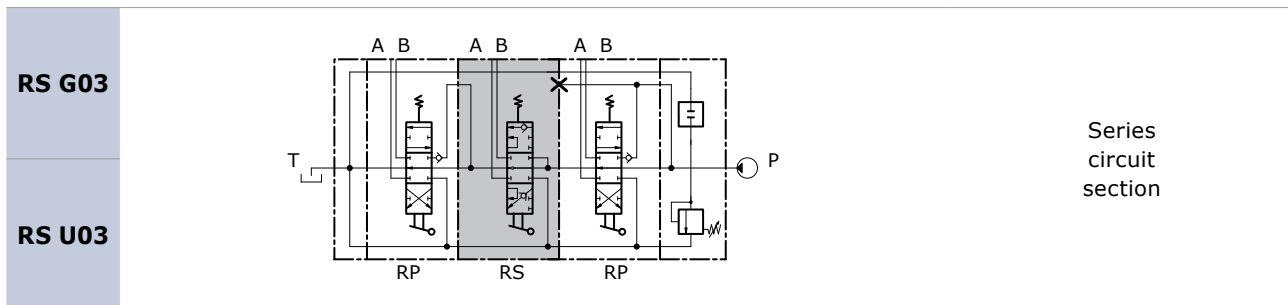 RS G03
RS U03
A B A B A B
T
P
RP RS RP
Series
circuit
section